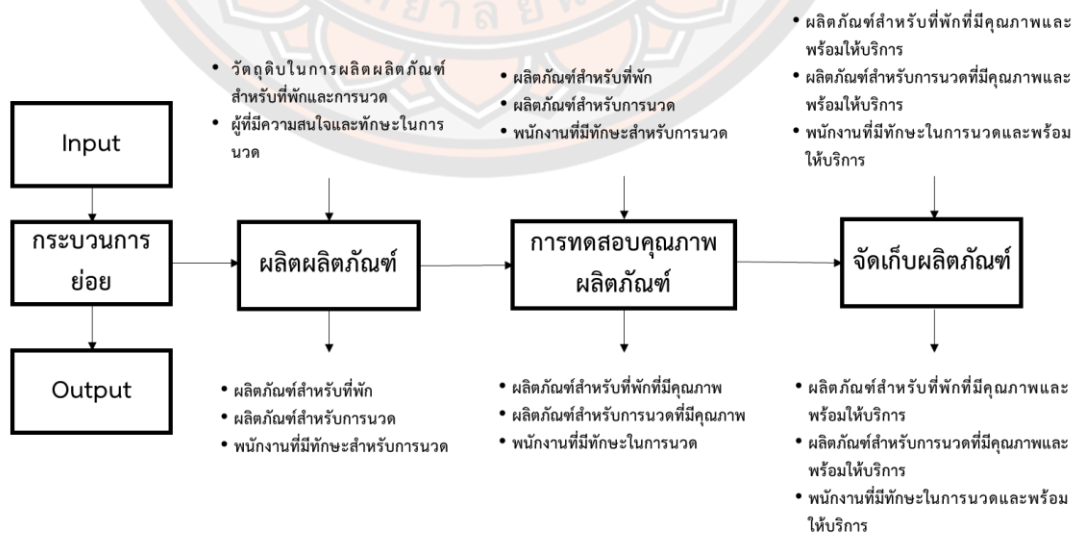 • ผลิตภัณฑ์สำหรับที่พักที่มีคุณภาพและ
พร้อมให้บริการ
• ผลิตภัณฑ์สำหรับการนวดที่มีคุณภาพและ
พร้อมให้บริการ
• พนักงานที่มีทักษะในการนวดและพร้อม
ให้บริการ
• วัตถุดิบในการผลิตผลิตภัณฑ์
สำหรับที่พักและการนวด
• ผู้ที่มีความสนใจและทักษะในการ
นวด
• ผลิตภัณฑ์สำหรับที่พัก
• ผลิตภัณฑ์สำหรับการนวด
• พนักงานที่มีทักษะสำหรับการนวด
Input
กระบวนการ
ย่อย
ผลิตผลิตภัณฑ์
การทดสอบคุณภาพ
ผลิตภัณฑ์
จัดเก็บผลิตภัณฑ์
Output
• ผลิตภัณฑ์สำหรับที่พัก
• ผลิตภัณฑ์สำหรับการนวด
• พนักงานที่มีทักษะสำหรับการนวด
• ผลิตภัณฑ์สำหรับที่พักที่มีคุณภาพ
• ผลิตภัณฑ์สำหรับการนวดที่มีคุณภาพ
• พนักงานที่มีทักษะในการนวด
• ผลิตภัณฑ์สำหรับที่พักที่มีคุณภาพและ
พร้อมให้บริการ
• ผลิตภัณฑ์สำหรับการนวดที่มีคุณภาพและ
พร้อมให้บริการ
• พนักงานที่มีทักษะในการนวดและพร้อม
ให้บริการ